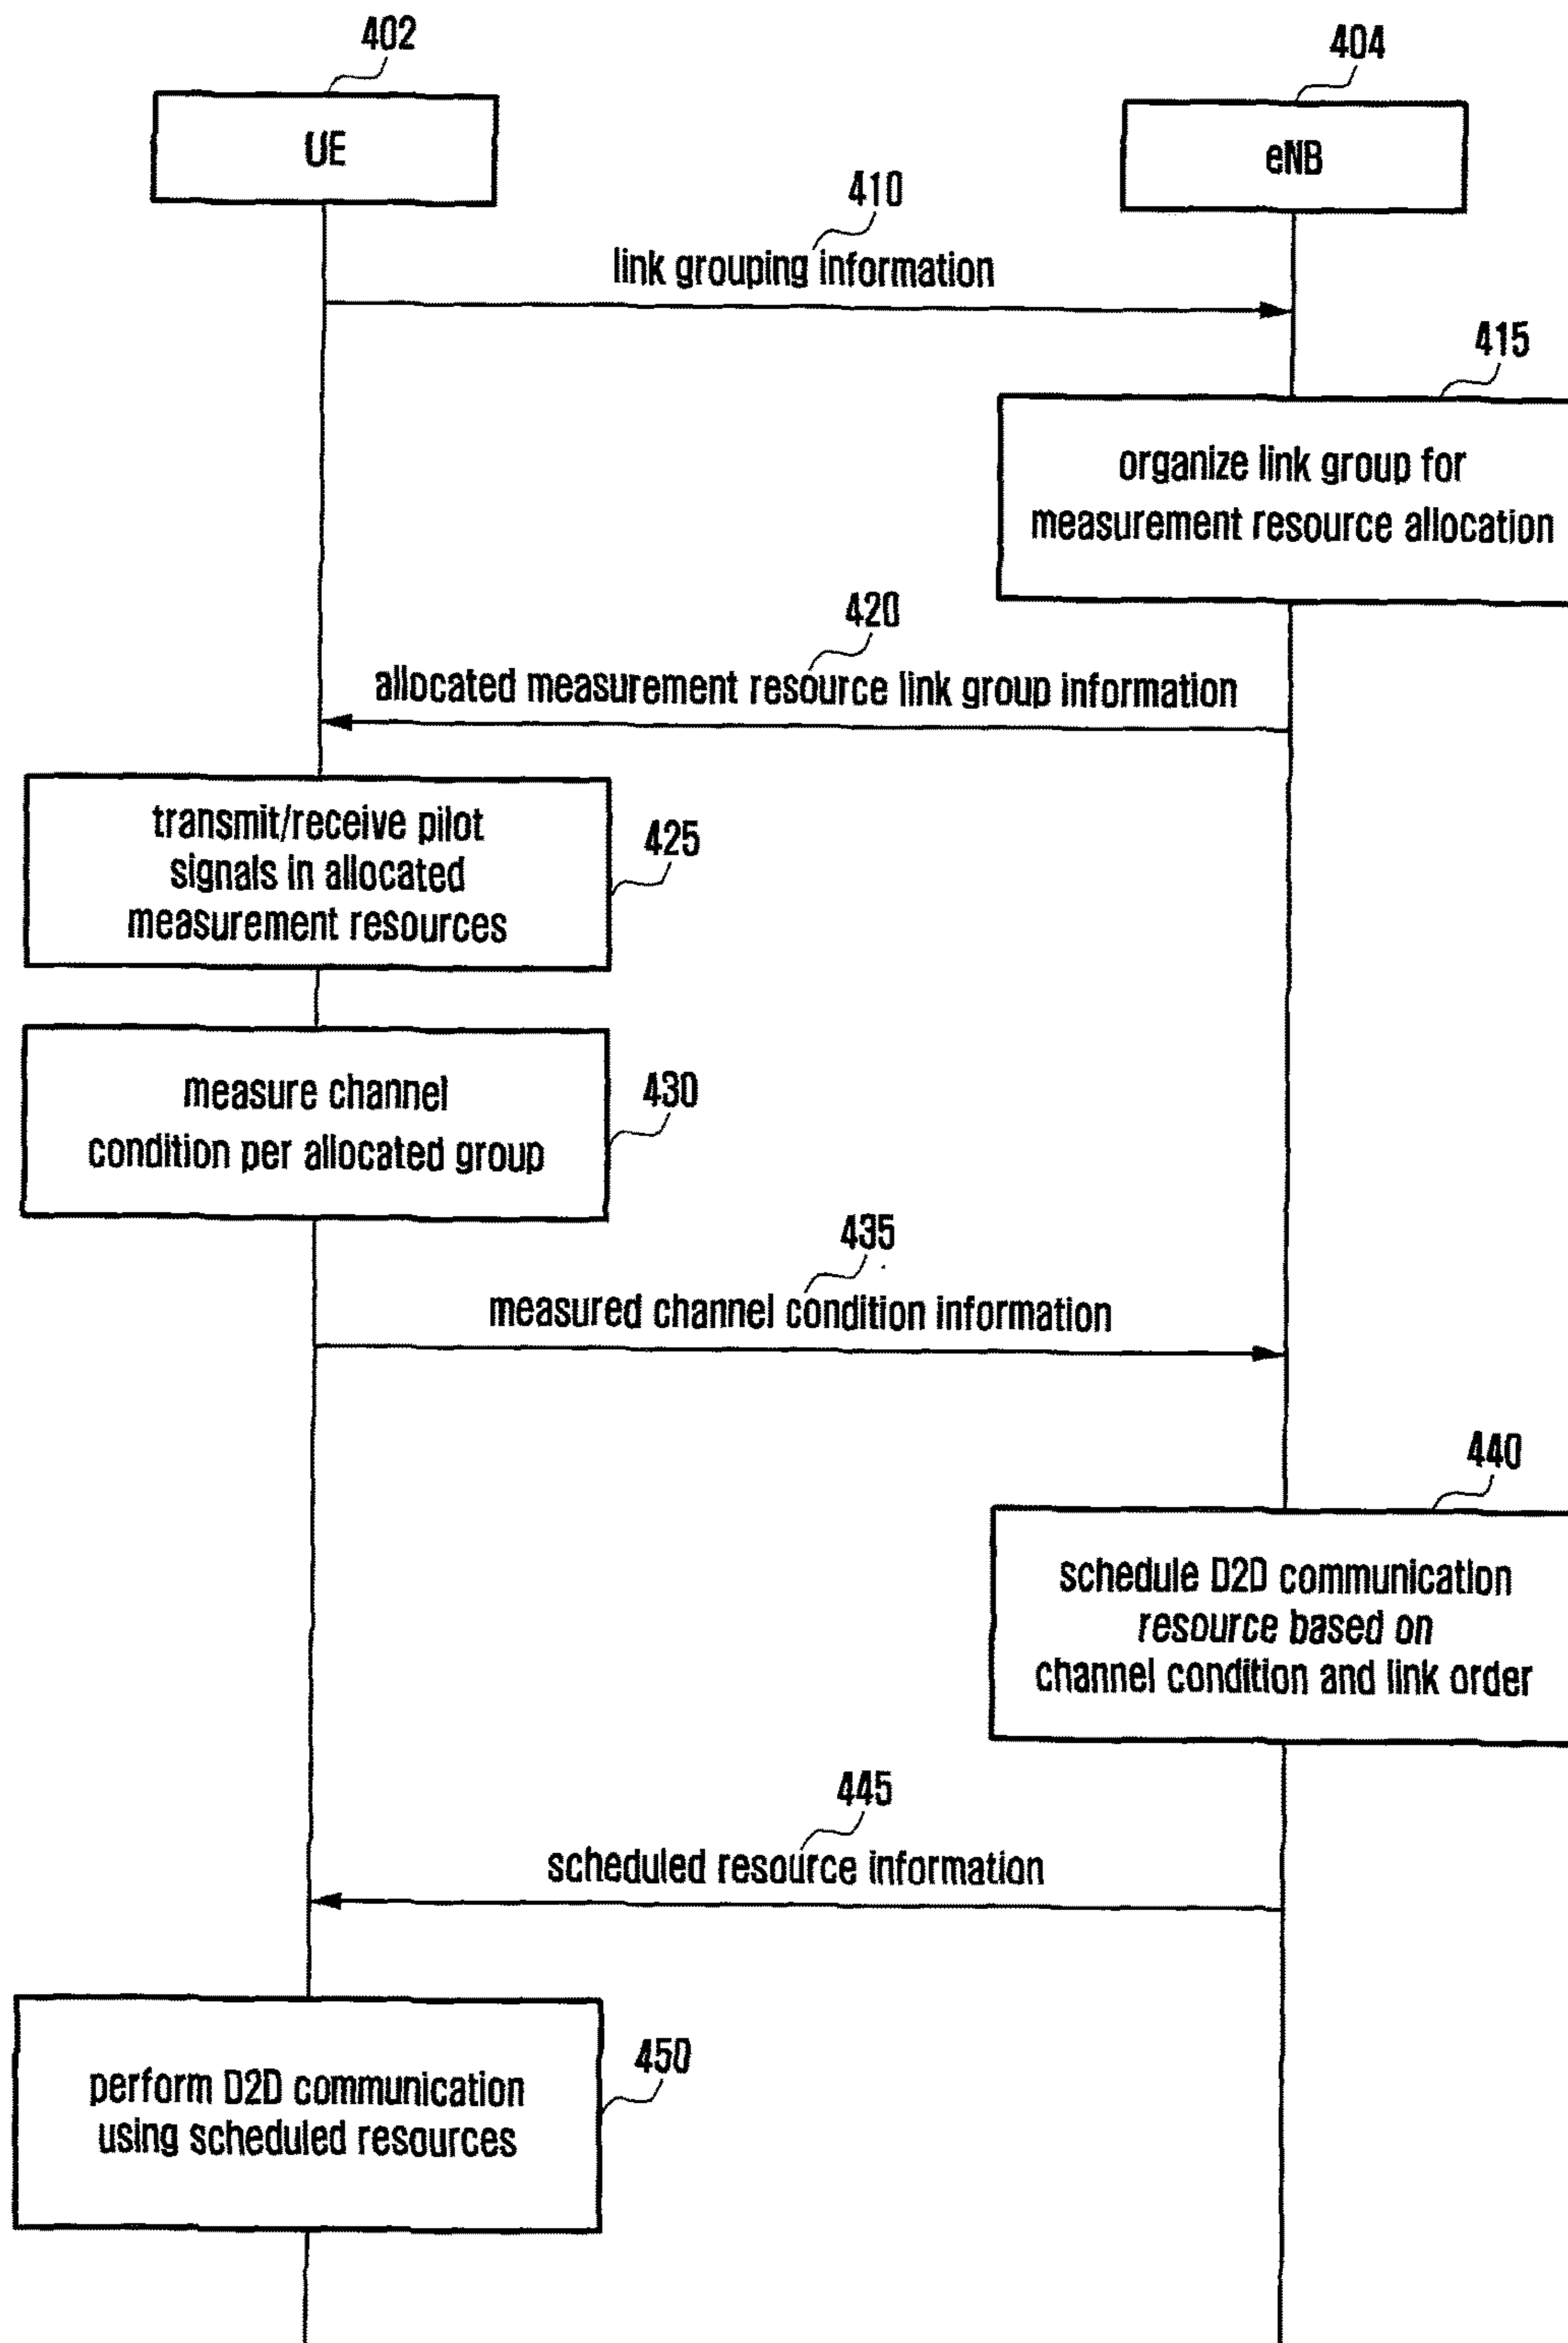 402
404
UE
eNB
410
link grouping information
415
organize link group for
measurement resource allocation
420
allocated measurement resource link group information
transmit/receive pilot
signals in allocated
measurement resources
425
measure channel
condition per allocated group
430
435
measured channel condition information
440
schedule D2D communication
resource based on
channel condition and link order
445
scheduled resource information
perform D2D communication
using scheduled resources
450